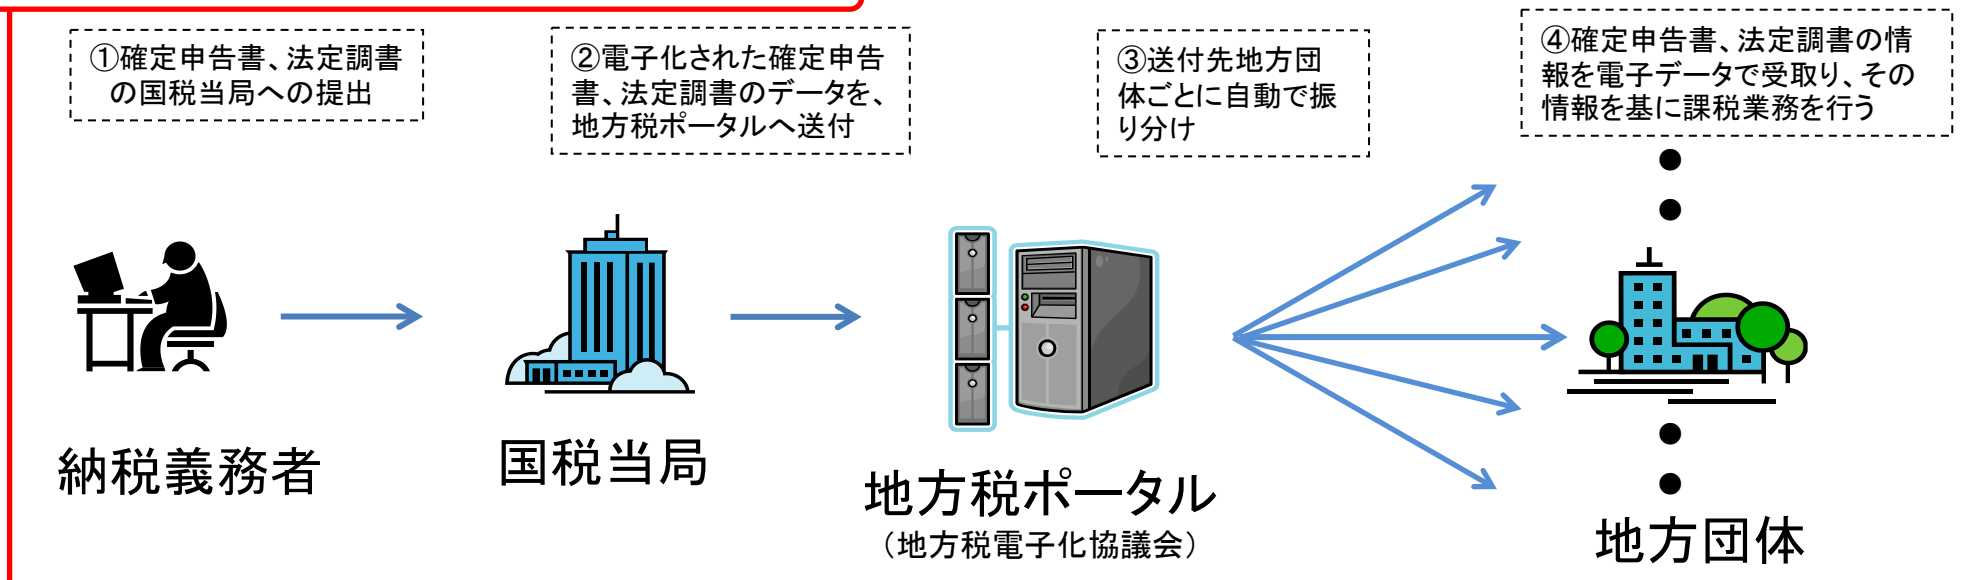 ①確定申告書、法定調書
の国税当局への提出
②電子化された確定申告
書、法定調書のデータを、
地方税ポータルへ送付
③送付先地方団
体ごとに自動で振
り分け
④確定申告書、法定調書の情
報を電子データで受取り、その
情報を基に課税業務を行う
納税義務者
国税当局
地方税ポータル
（地方税電子化協議会）
地方団体